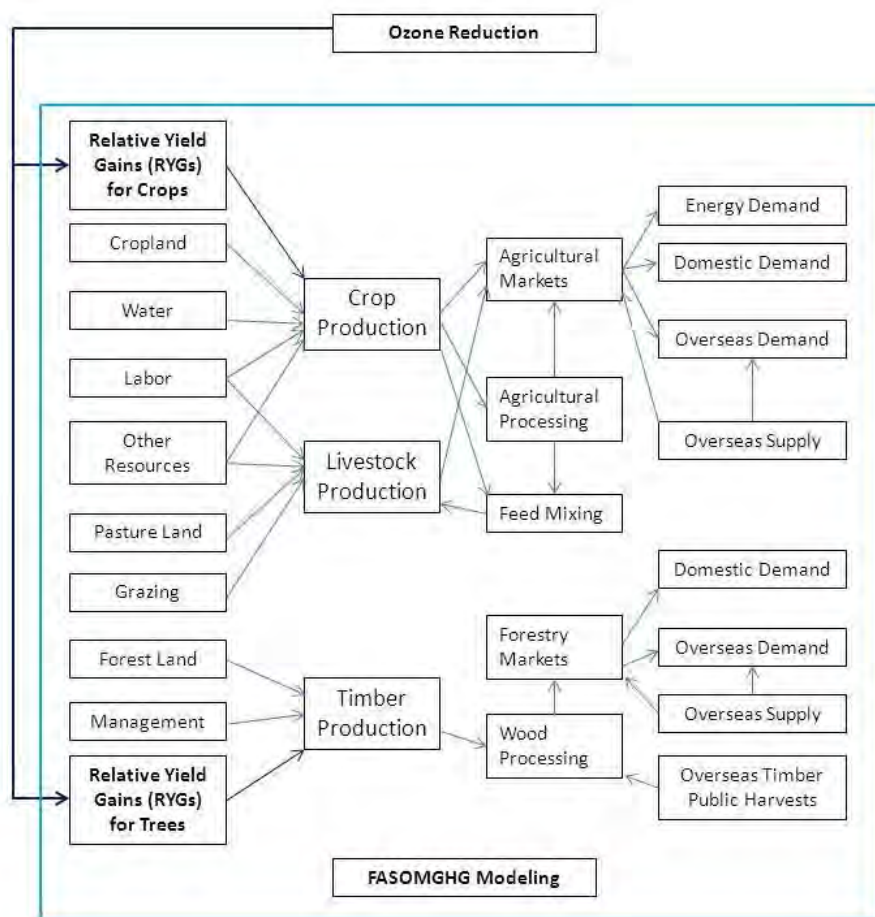 Ozone Reduction
Relative Yield
Gains (RYGs)
for Crops
Cropland
Water
Labor
Other
Resources
Pasture Land
Grazing
Forest Land
Management
Relative Yield
Gains (RYGs)
for Trees
Crop
Production
Livestock
Production
Timber
Production
Agricultural
Markets
Agricultural
Processing
Feed Mixing
Forestry
Markets
Wood
Processing
Energy Demand
Domestic Demand
Overseas Demand
Overseas Supply
Domestic Demand
Overseas Demand
Overseas Supply
Overseas Timber
Public Harvests
FASOMGHG Modeling